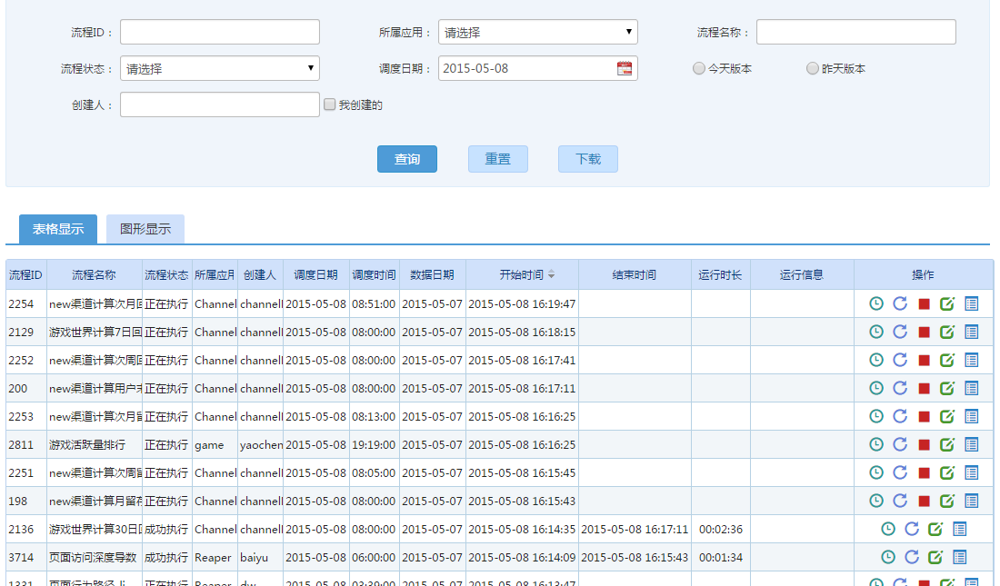 流程ID： 所属应用： 请选择 流程名称：
流程状态： 请选择 调度日期： 2015-05-08 今天版本 昨天版本
创建人： 我创建的
查询 重置 下载
表格显示 图形显示
流程ID 流程名称 流程状态 所属应用 创建人 调度日期 调度时间 数据日期 开始时间 结束时间 运行时长 运行信息 操作
2254 new渠道计算次月回 正在执行 Channel channell 2015-05-08 08:51:00 2015-05-07 2015-05-08 16:19:47
2129 游戏世界计算7日回 正在执行 Channel channell 2015-05-08 08:00:00 2015-05-07 2015-05-08 16:18:15
2252 new渠道计算次周回 正在执行 Channel channell 2015-05-08 08:00:00 2015-05-07 2015-05-08 16:17:41
200 new渠道计算用户未 正在执行 Channel channell 2015-05-08 08:00:00 2015-05-07 2015-05-08 16:17:11
2253 new渠道计算次月留 正在执行 Channel channell 2015-05-08 08:13:00 2015-05-07 2015-05-08 16:16:25
2811 游戏活跃量排行 正在执行 game yaochen 2015-05-08 19:19:00 2015-05-07 2015-05-08 16:16:25
2251 new渠道计算次周留 正在执行 Channel channell 2015-05-08 08:05:00 2015-05-07 2015-05-08 16:15:45
198 new渠道计算月留存 正在执行 Channel channell 2015-05-08 08:00:00 2015-05-07 2015-05-08 16:15:43
2136 游戏世界计算30日回 成功执行 Channel channell 2015-05-08 08:00:00 2015-05-07 2015-05-08 16:14:35 2015-05-08 16:17:11 00:02:36
3714 页面访问深度导数 成功执行 Reaper baiyu 2015-05-08 06:00:00 2015-05-07 2015-05-08 16:14:09 2015-05-08 16:15:43 00:01:34
1331 页面行为路径 正在执行 Reaper dw 2015-05-08 03:39:00 2015-05-07 2015-05-08 16:13:47